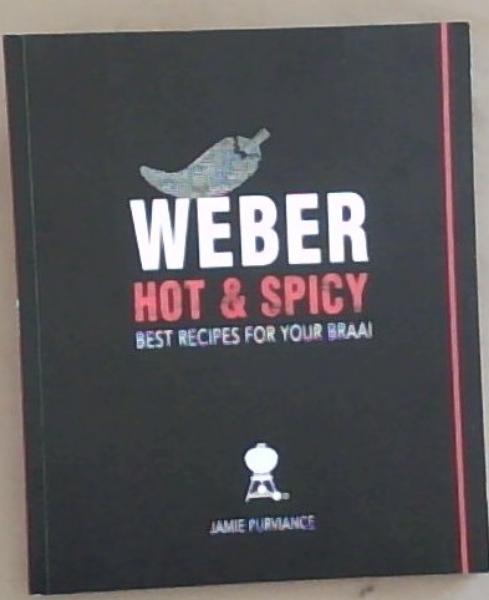 WEBER
HOT & SPICY
BEST RECIPES FOR YOUR BRAAI
JAMIE PURVIANCE